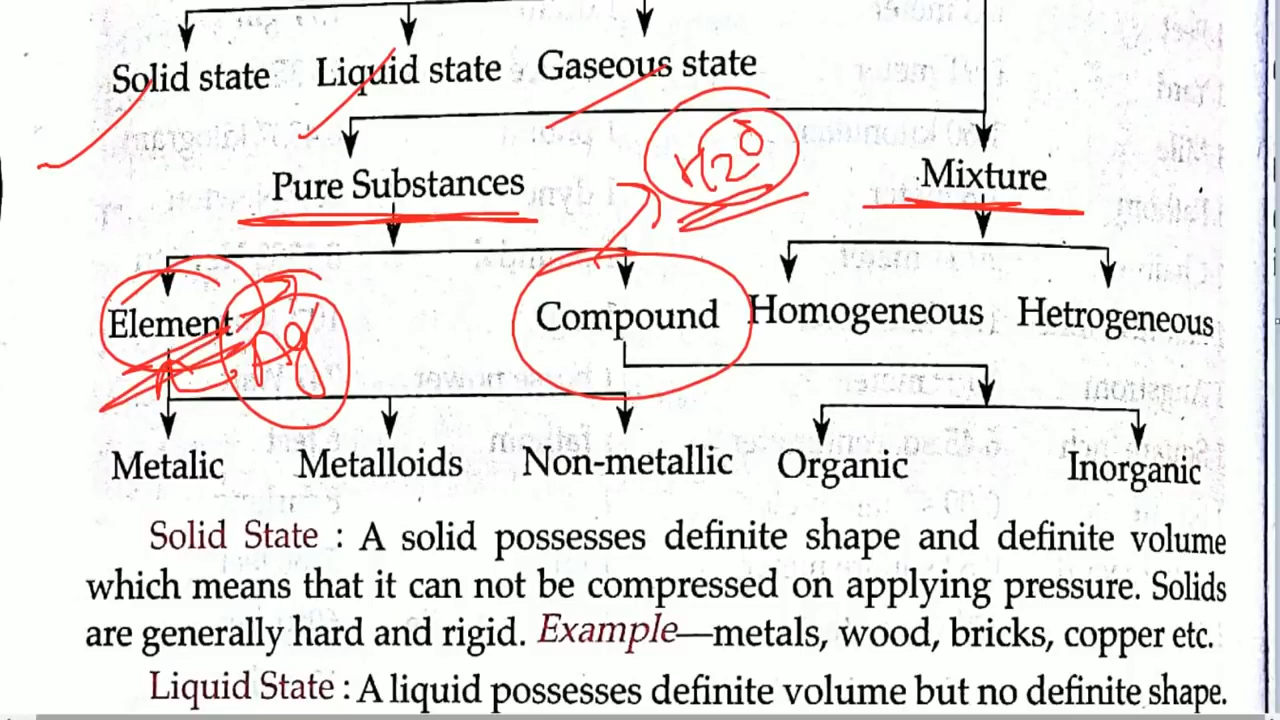 Solid state Liquid state Gaseous state
H2O
Pure Substances Mixture
Element Ag Compound Homogeneous Hetrogeneous
Metalic Metalloids Non-metallic Organic Inorganic
Solid State : A solid possesses definite shape and definite volume
which means that it can not be compressed on applying pressure. Solids
are generally hard and rigid. Example—metals, wood, bricks, copper etc.
Liquid State : A liquid possesses definite volume but no definite shape.